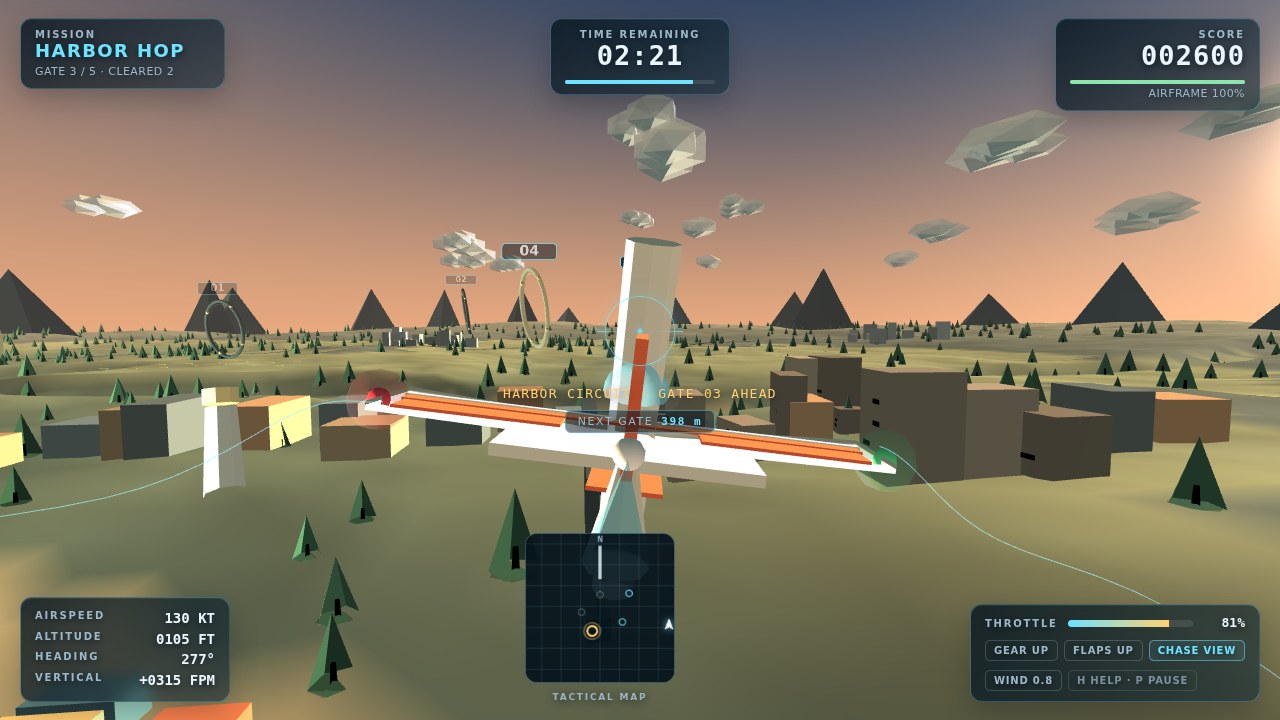 MISSION
HARBOR HOP
GATE 3 / 5 · CLEARED 2
TIME REMAINING
02:21
SCORE
002600
AIRFRAME 100%
04
01
02
GATE 03 AHEAD
NEXT GATE 398 m
AIRSPEED 130 KT
ALTITUDE 0105 FT
HEADING 277°
VERTICAL +0315 FPM
N
TACTICAL MAP
THROTTLE 81%
GEAR UP FLAPS UP CHASE VIEW
WIND 0.8 H HELP · P PAUSE